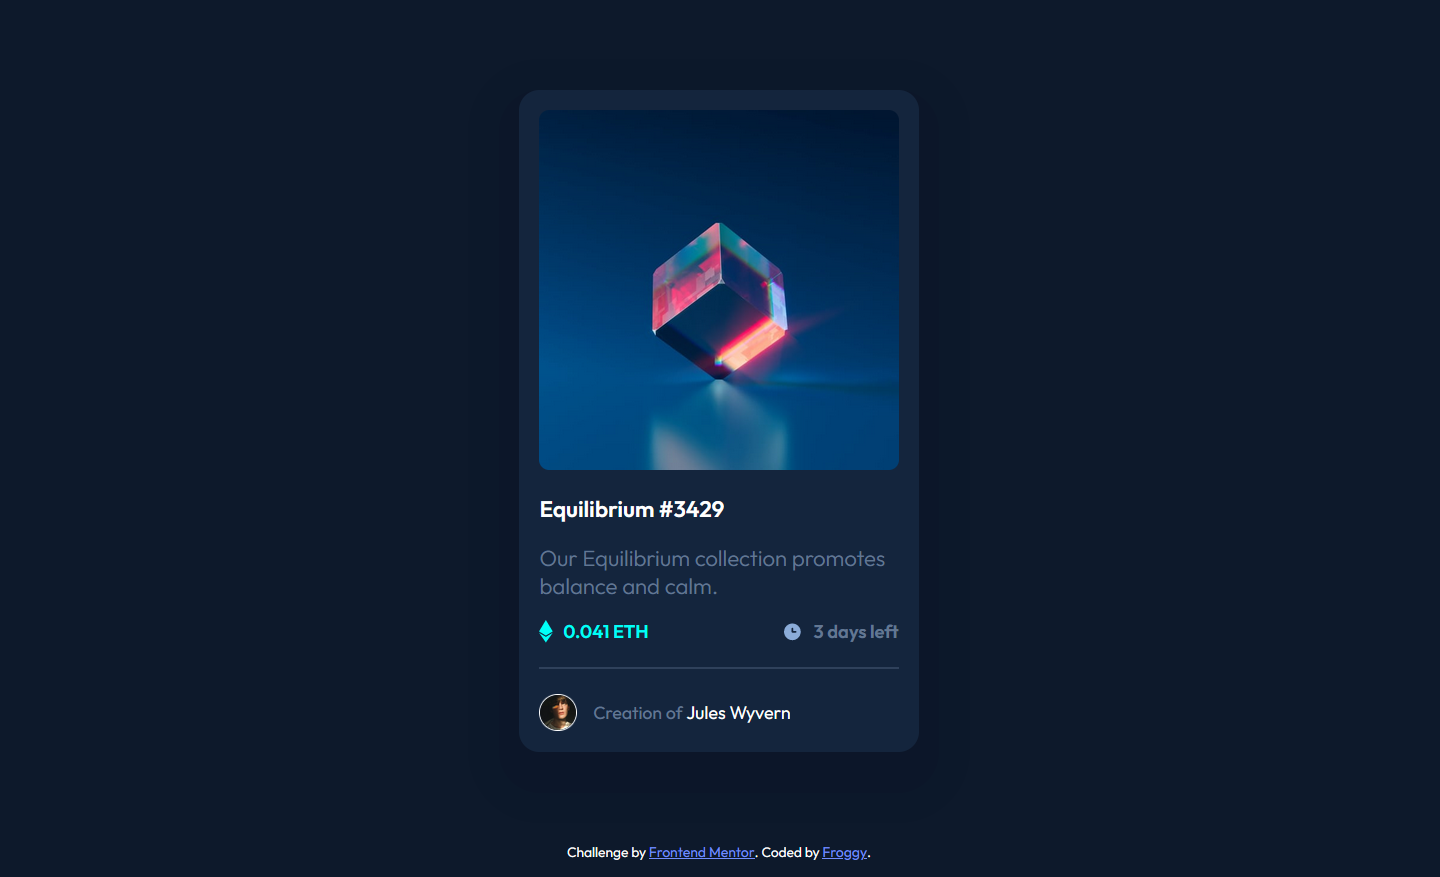 Equilibrium #3429
Our Equilibrium collection promotes
balance and calm.
0.041 ETH
3 days left
Creation of Jules Wyvern
Challenge by Frontend Mentor. Coded by Froggy.